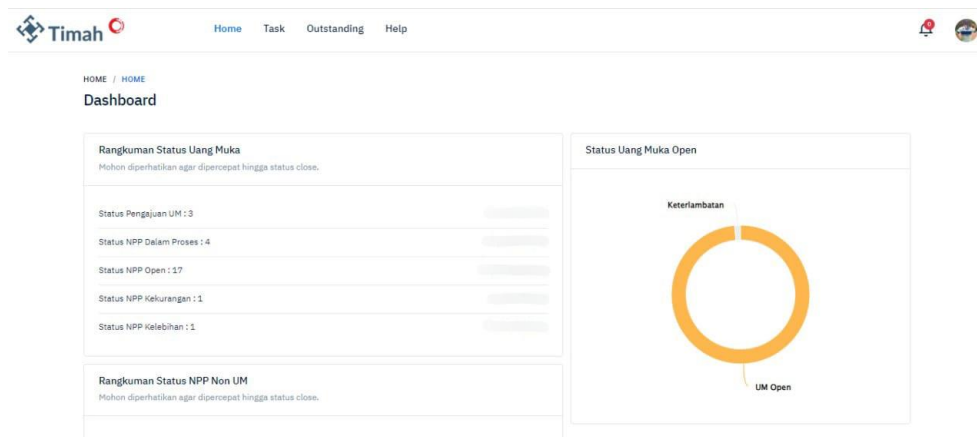 Timah
Home Task Outstanding Help
6
HOME / HOME
Dashboard
Rangkuman Status Uang Muka
Mohon diperhatikan agar dipercepat hingga status close.
Status Pengajuan UM : 3
Status NPP Dalam Proses : 4
Status NPP Open : 17
Status NPP Kekurangan : 1
Status NPP Kelebihan : 1
Rangkuman Status NPP Non UM
Mohon diperhatikan agar dipercepat hingga status close.
Status Uang Muka Open
Keterlambatan
UM Open